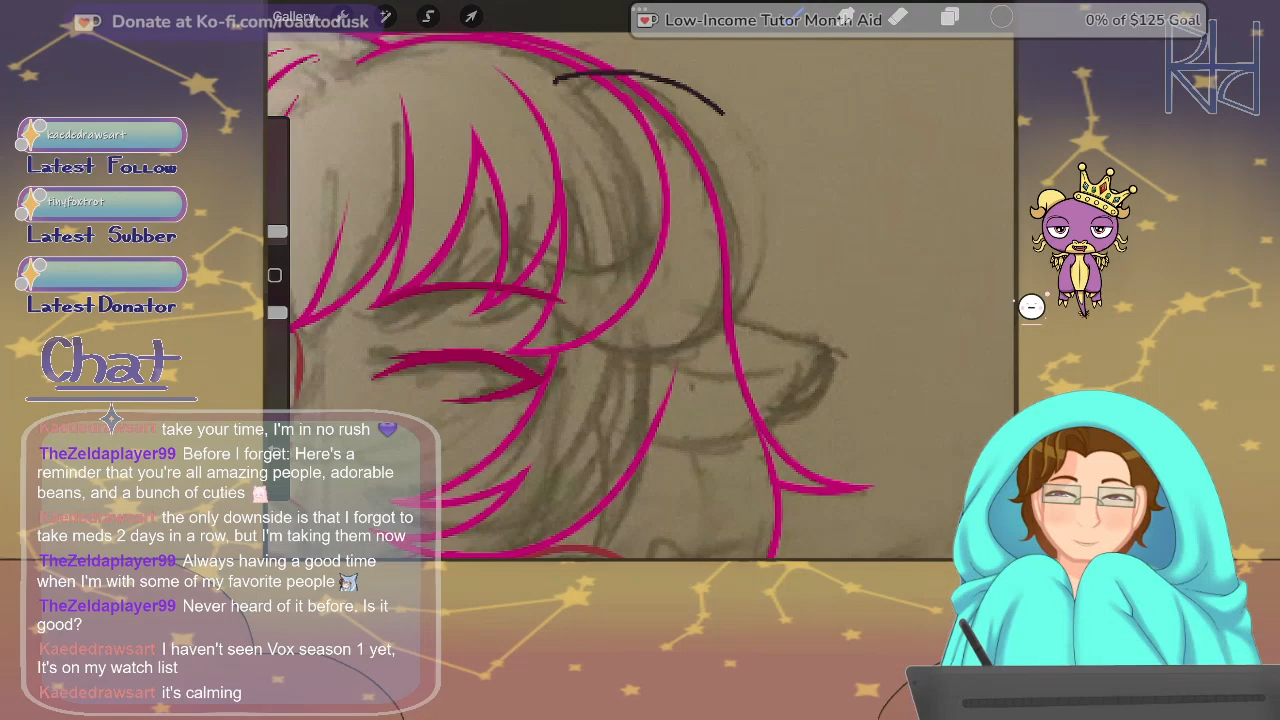 Donate at Ko-fi.com/roadtodusk
Gallery
Low-Income Tutor Month Aid
0% of $125 Goal
kaededrawsart
Latest Follow
tinyfoxtrot
Latest Subber
Latest Donator
Chat
Kaededrawsart take your time, I'm in no rush
TheZeldaplayer99 Before I forget: Here's a
reminder that you're all amazing people, adorable
beans, and a bunch of cuties
Kaededrawsart the only downside is that I forgot to
take meds 2 days in a row, but I'm taking them now
TheZeldaplayer99 Always having a good time
when I'm with some of my favorite people
TheZeldaplayer99 Never heard of it before. Is it
good?
Kaededrawsart I haven't seen Vox season 1 yet,
It's on my watch list
Kaededrawsart it's calming